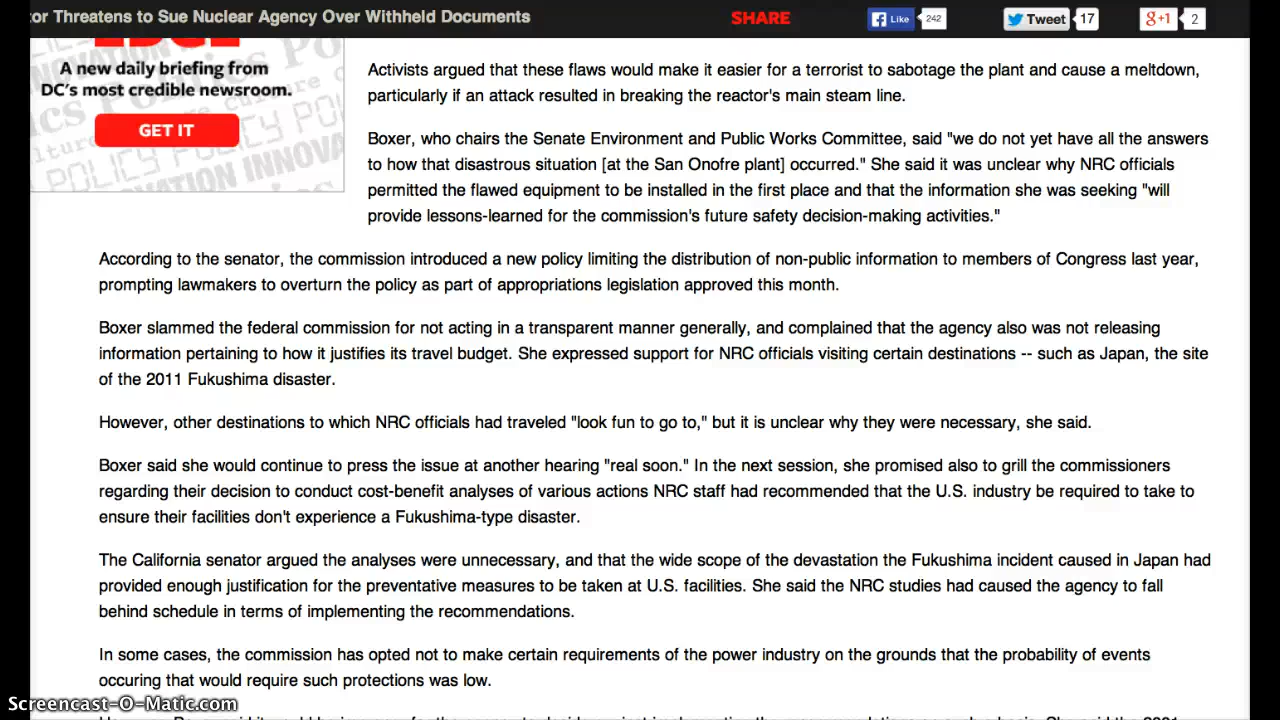 tor Threatens to Sue Nuclear Agency Over Withheld Documents
SHARE
Like
242
Tweet
17
+1
2
A new daily briefing from
DC's most credible newsroom.
GET IT
Activists argued that these flaws would make it easier for a terrorist to sabotage the plant and cause a meltdown,
particularly if an attack resulted in breaking the reactor's main steam line.
Boxer, who chairs the Senate Environment and Public Works Committee, said "we do not yet have all the answers
to how that disastrous situation [at the San Onofre plant] occurred." She said it was unclear why NRC officials
permitted the flawed equipment to be installed in the first place and that the information she was seeking "will
provide lessons-learned for the commission's future safety decision-making activities."
According to the senator, the commission introduced a new policy limiting the distribution of non-public information to members of Congress last year,
prompting lawmakers to overturn the policy as part of appropriations legislation approved this month.
Boxer slammed the federal commission for not acting in a transparent manner generally, and complained that the agency also was not releasing
information pertaining to how it justifies its travel budget. She expressed support for NRC officials visiting certain destinations -- such as Japan, the site
of the 2011 Fukushima disaster.
However, other destinations to which NRC officials had traveled "look fun to go to," but it is unclear why they were necessary, she said.
Boxer said she would continue to press the issue at another hearing "real soon." In the next session, she promised also to grill the commissioners
regarding their decision to conduct cost-benefit analyses of various actions NRC staff had recommended that the U.S. industry be required to take to
ensure their facilities don't experience a Fukushima-type disaster.
The California senator argued the analyses were unnecessary, and that the wide scope of the devastation the Fukushima incident caused in Japan had
provided enough justification for the preventative measures to be taken at U.S. facilities. She said the NRC studies had caused the agency to fall
behind schedule in terms of implementing the recommendations.
In some cases, the commission has opted not to make certain requirements of the power industry on the grounds that the probability of events
occuring that would require such protections was low.
Screencast-O-Matic.com